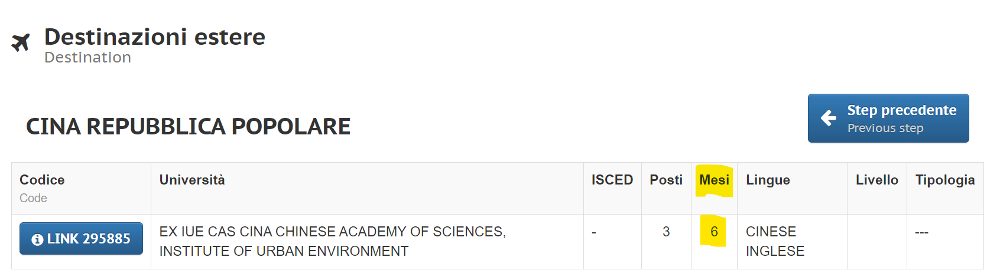 Destinazioni estere
Destination
CINA REPUBBLICA POPOLARE
Step precedente
Previous step
Codice
Code
Università
ISCED
Posti
Mesi
Lingue
Livello
Tipologia
LINK 295885
EX IUE CAS CINA CHINESE ACADEMY OF SCIENCES,
INSTITUTE OF URBAN ENVIRONMENT
-
3
6
CINESE
INGLESE
---